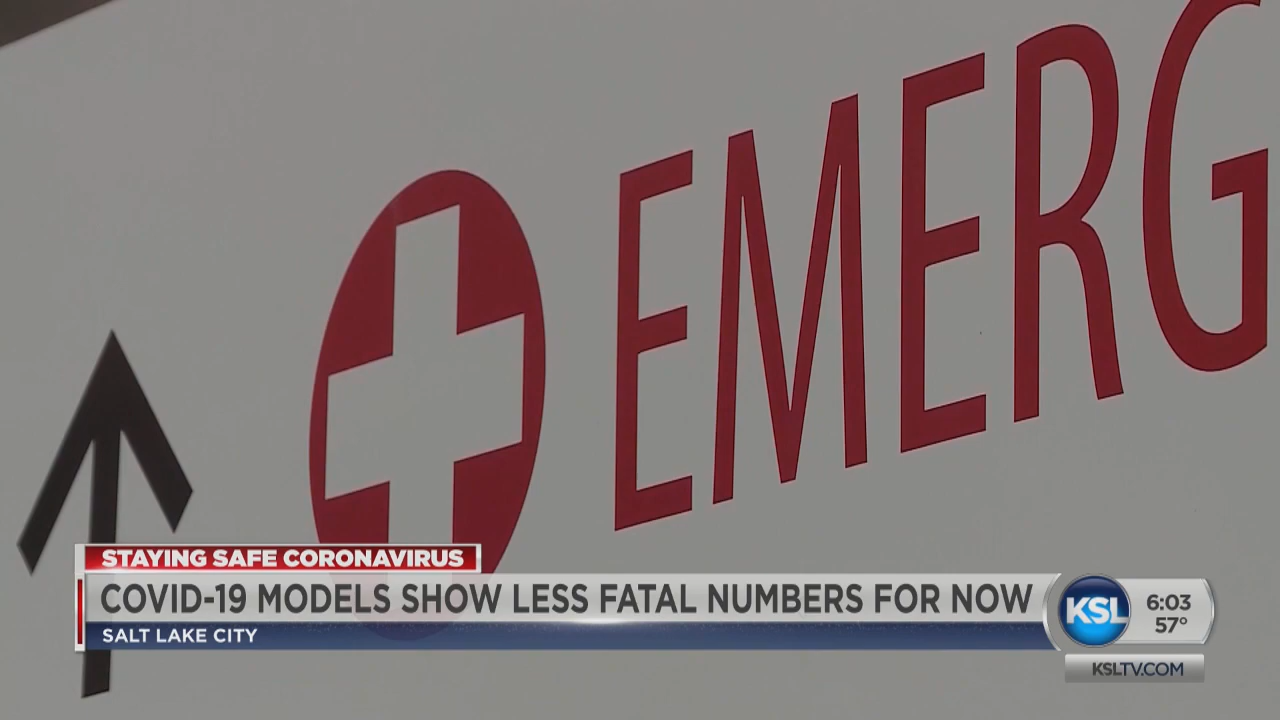 EMERG
STAYING SAFE CORONAVIRUS
COVID-19 MODELS SHOW LESS FATAL NUMBERS FOR NOW
SALT LAKE CITY
KSL
6:03
57°
KSLTV.COM